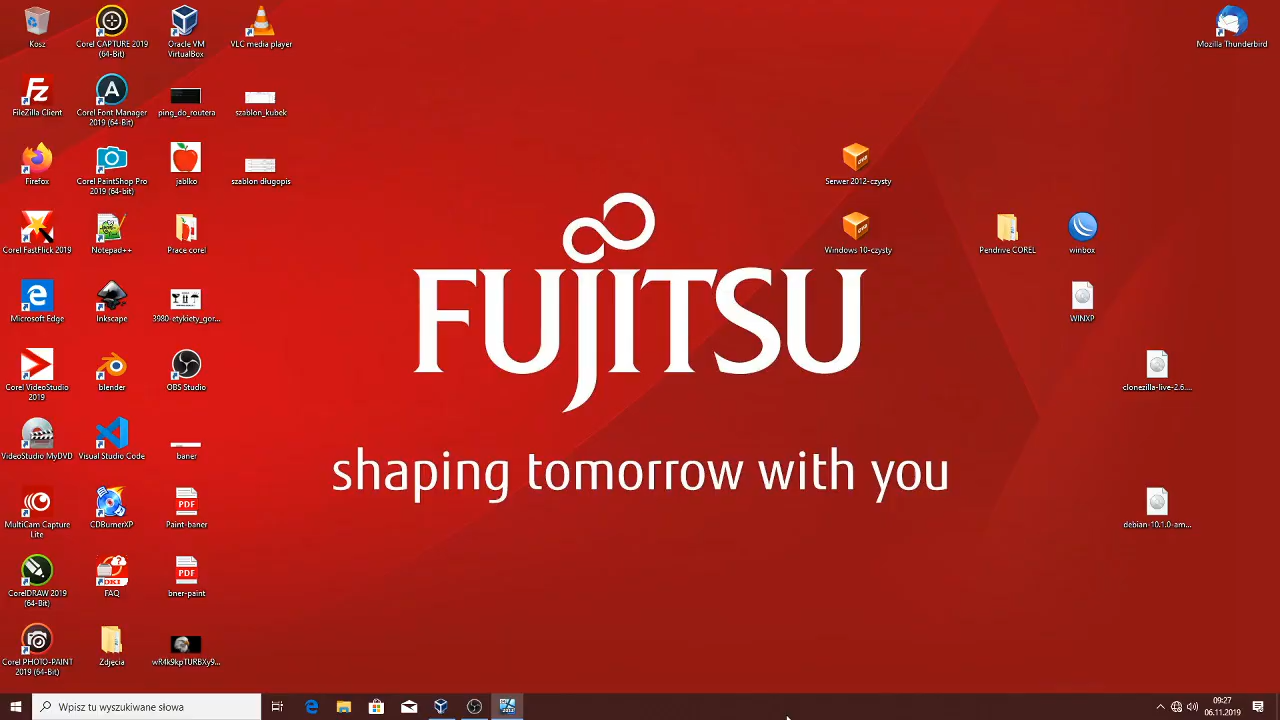 Kosz
Corel CAPTURE 2019
(64-Bit)
Oracle VM
VirtualBox
VLC media player
Mozilla Thunderbird
FileZilla Client
Corel Font Manager
2019 (64-Bit)
ping_do_routera
szablon_kubek
Firefox
Corel PaintShop Pro
2019 (64-bit)
jablko
szablon długopis
Serwer 2012-czysty
Corel FastFlick 2019
Notepad++
Prace corel
Windows 10-czysty
Pendrive COREL
winbox
FUJITSU
shaping tomorrow with you
Microsoft Edge
Inkscape
3980-etykiety_gor...
WINXP
Corel VideoStudio
2019
blender
OBS Studio
clonezilla-live-2.6....
VideoStudio MyDVD
Visual Studio Code
baner
MultiCam Capture
Lite
CDBurnerXP
PDF
Paint-baner
debian-10.1.0-am...
CorelDRAW 2019
(64-Bit)
FAQ
PDF
bner-paint
Corel PHOTO-PAINT
2019 (64-Bit)
Zdjęcia
wR4k9kpTURBXy9...
Wpisz tu wyszukiwane słowa
09:27
06.11.2019